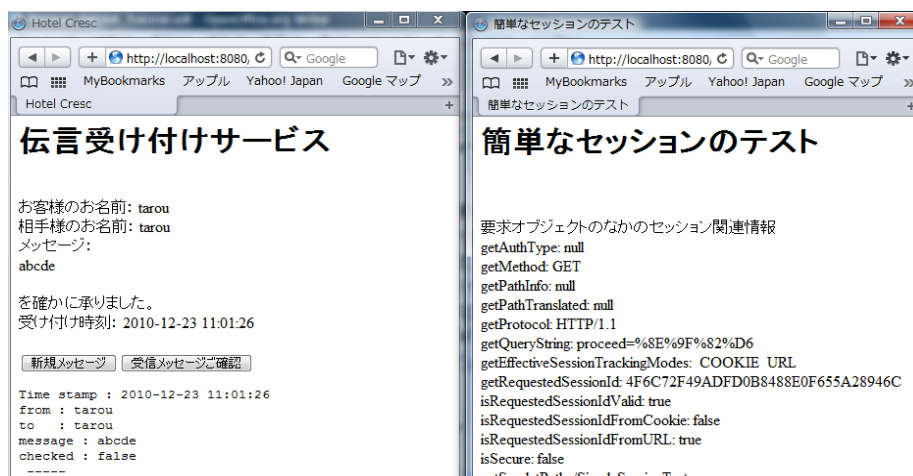 Hotel Cresc
http://localhost:8080,
Google
MyBookmarks アップル Yahoo! Japan Google マップ »
Hotel Cresc
+
伝言受け付けサービス
お客様のお名前: tarou
相手様のお名前: tarou
メッセージ:
abcde
を確かに承りました。
受け付け時刻: 2010-12-23 11:01:26
新規メッセージ 受信メッセージご確認
Time stamp : 2010-12-23 11:01:26
from : tarou
to : tarou
message : abcde
checked : false
-----
簡単なセッションのテスト
http://localhost:8080,
Google
MyBookmarks アップル Yahoo! Japan Google マップ »
簡単なセッションのテスト
+
簡単なセッションのテスト
要求オブジェクトのなかのセッション関連情報
getAuthType: null
getMethod: GET
getPathInfo: null
getPathTranslated: null
getProtocol: HTTP/1.1
getQueryString: proceed=%8E%9F%82%D6
getEffectiveSessionTrackingModes: COOKIE URL
getRequestedSessionId: 4F6C72F49ADFD0B8488E0F655A28946C
isRequestedSessionIdValid: true
isRequestedSessionIdFromCookie: false
isRequestedSessionIdFromURL: true
isSecure: false